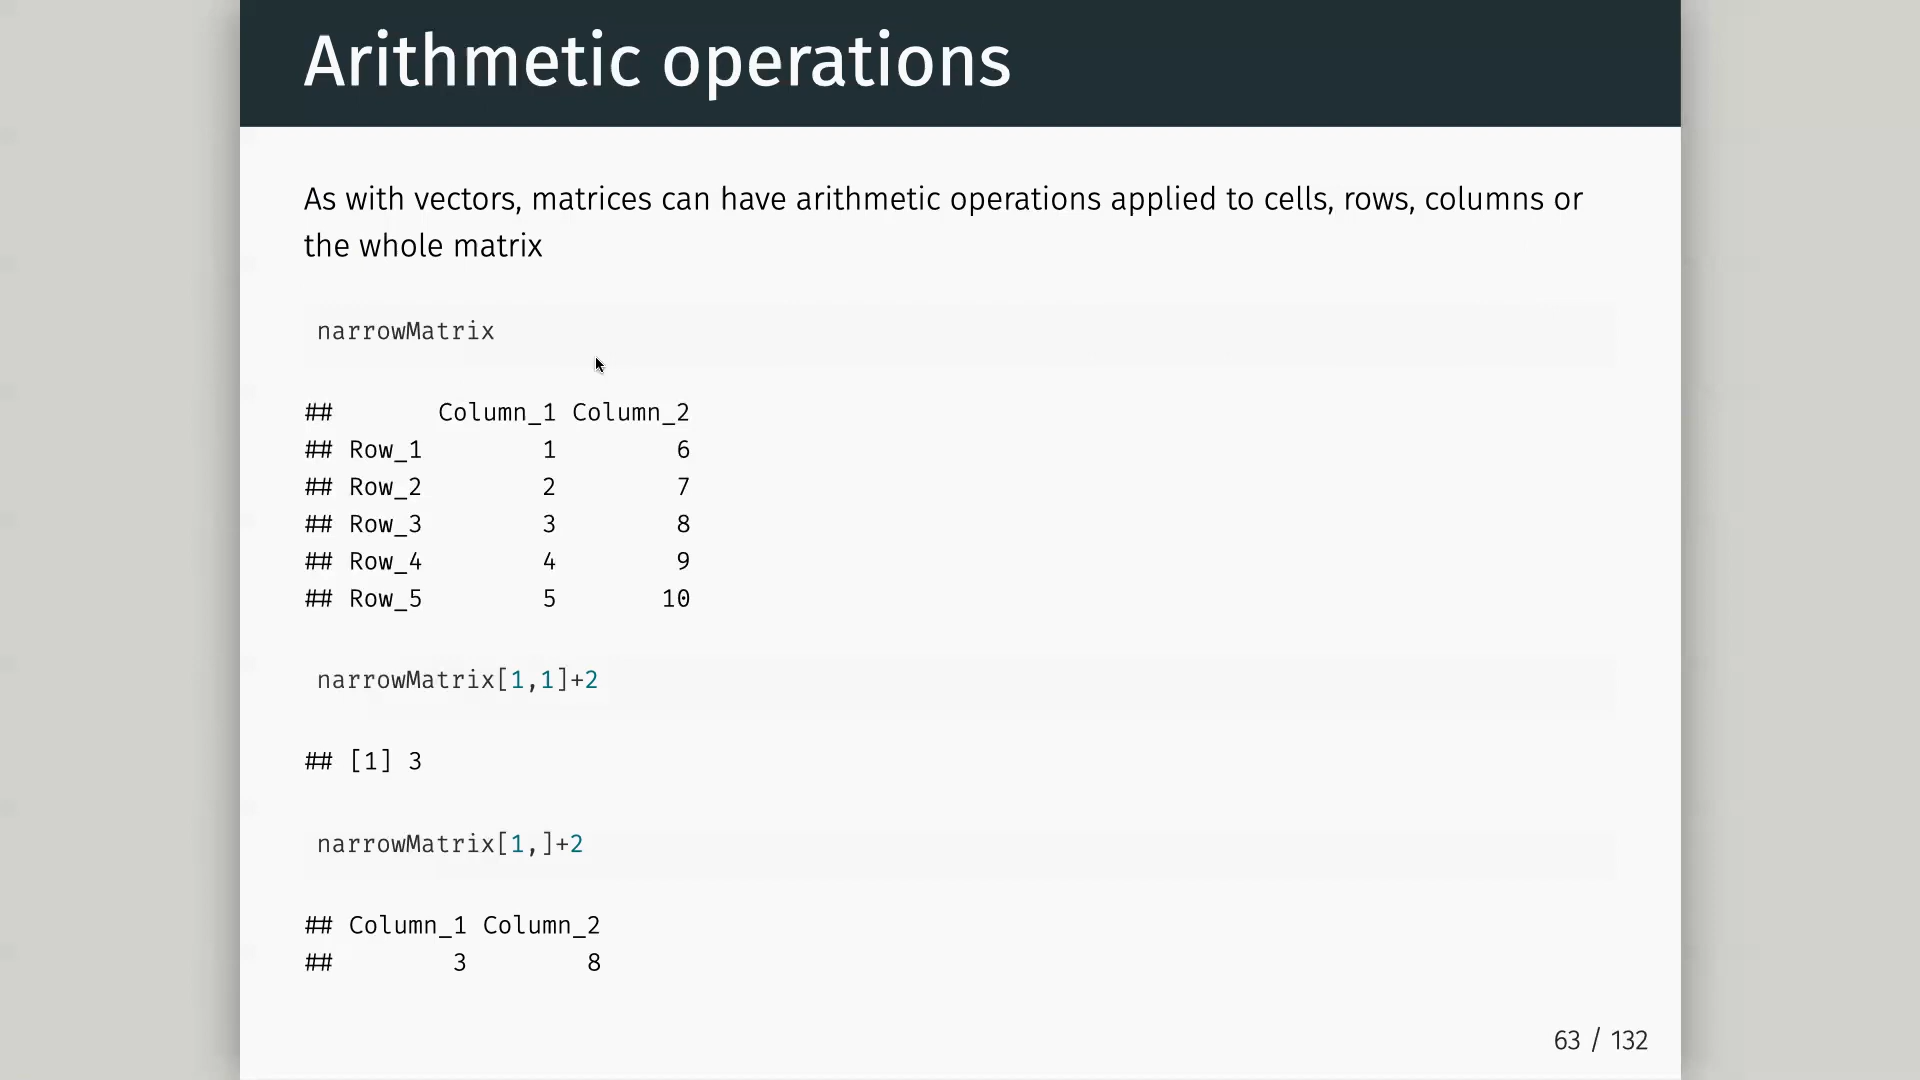 Arithmetic operations
As with vectors, matrices can have arithmetic operations applied to cells, rows, columns or
the whole matrix
narrowMatrix
##       Column_1 Column_2
## Row_1        1        6
## Row_2        2        7
## Row_3        3        8
## Row_4        4        9
## Row_5        5       10
narrowMatrix[1,1]+2
## [1] 3
narrowMatrix[1,]+2
## Column_1 Column_2
##        3        8
63 / 132